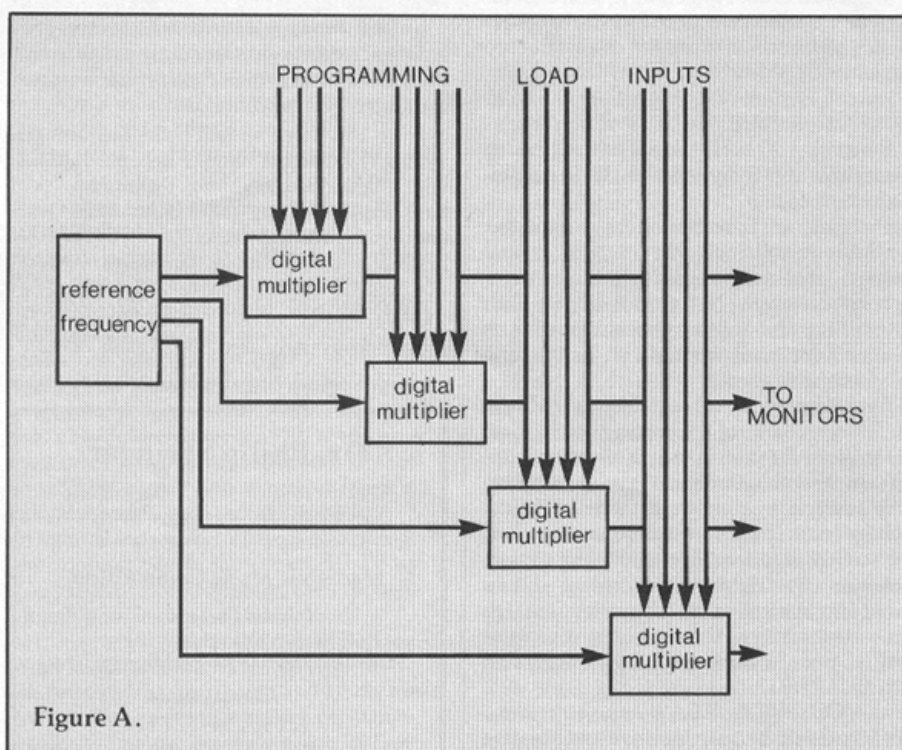 PROGRAMMING LOAD INPUTS
reference
frequency
digital
multiplier
digital
multiplier
TO
MONITORS
digital
multiplier
digital
multiplier
Figure A.